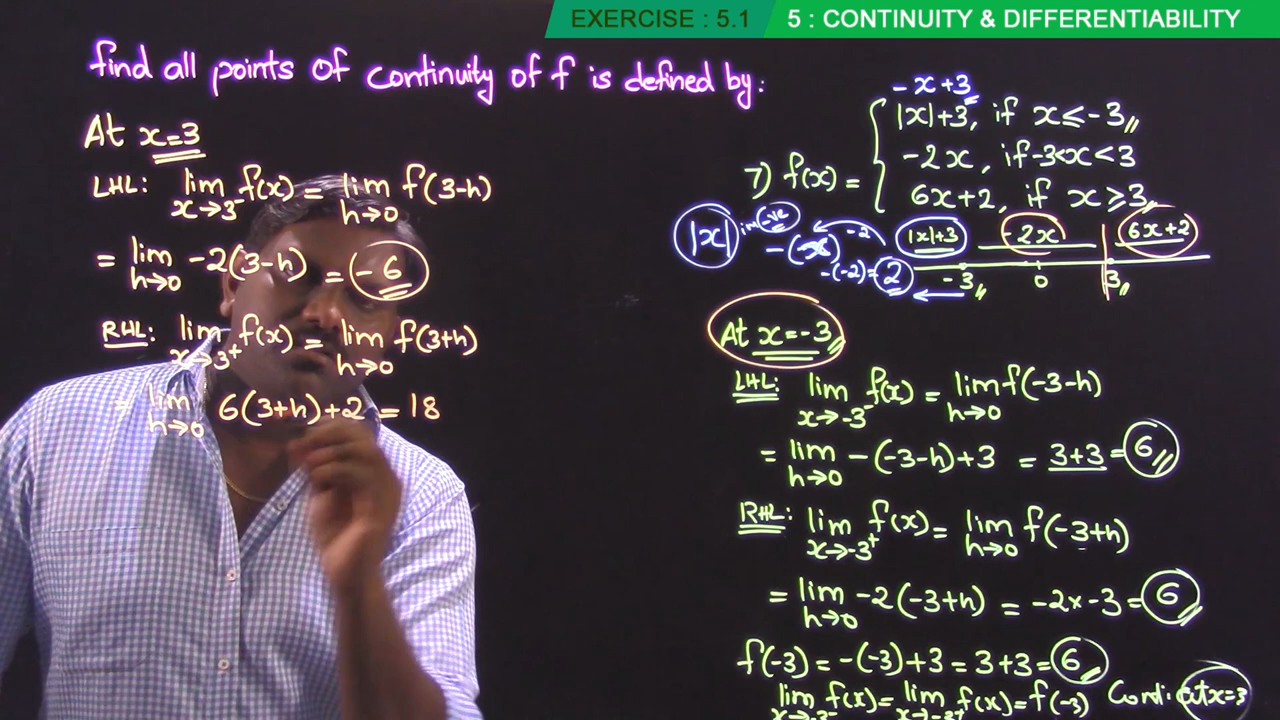 EXERCISE : 5.1 5 : CONTINUITY & DIFFERENTIABILITY
find all points of continuity of f is defined by:
At x=3
LHL: lim x→3⁻ f(x) = lim h→0 f(3-h)
= lim h→0 -2(3-h) = -6
RHL: lim x→3⁺ f(x) = lim h→0 f(3+h)
= lim h→0 6(3+h)+2 = 18
-x+3
|x|+3, if x≤-3
7) f(x) = { -2x, if -3<x<3
6x+2, if x≥3
|x| -ve -2 |x|+3 -2x 6x+2
-(-2)=2 -3 0 3
At x=-3
LHL: lim x→-3⁻ f(x) = lim h→0 f(-3-h)
= lim h→0 -(-3-h)+3 = 3+3 = 6
RHL: lim x→-3⁺ f(x) = lim h→0 f(-3+h)
= lim h→0 -2(-3+h) = -2x-3 = 6
f(-3) = -(-3)+3 = 3+3 = 6
lim x→-3⁻ f(x) = lim x→-3⁺ f(x) = f(-3) Conti: at x=3